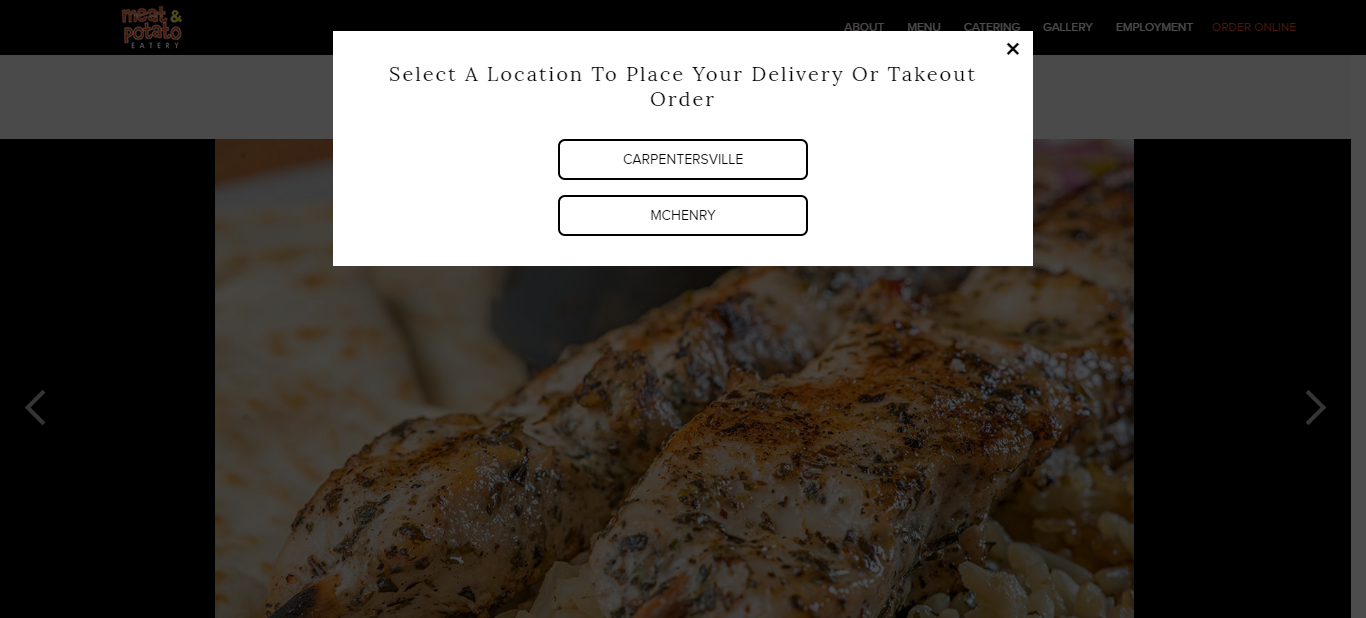 meat &
potato
EATERY
ABOUT MENU CATERING GALLERY EMPLOYMENT ORDER ONLINE
Select A Location To Place Your Delivery Or Takeout
Order
CARPENTERSVILLE
MCHENRY